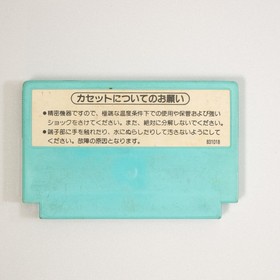 カセットについてのお願い
●精密機器ですので、極端な温度条件下での使用や保管および強い
ショックをさけてください。また、絶対に分解しないでください。
●端子部に手を触れたり、水にぬらしたりして汚さないようにして
ください。故障の原因となります。
831018